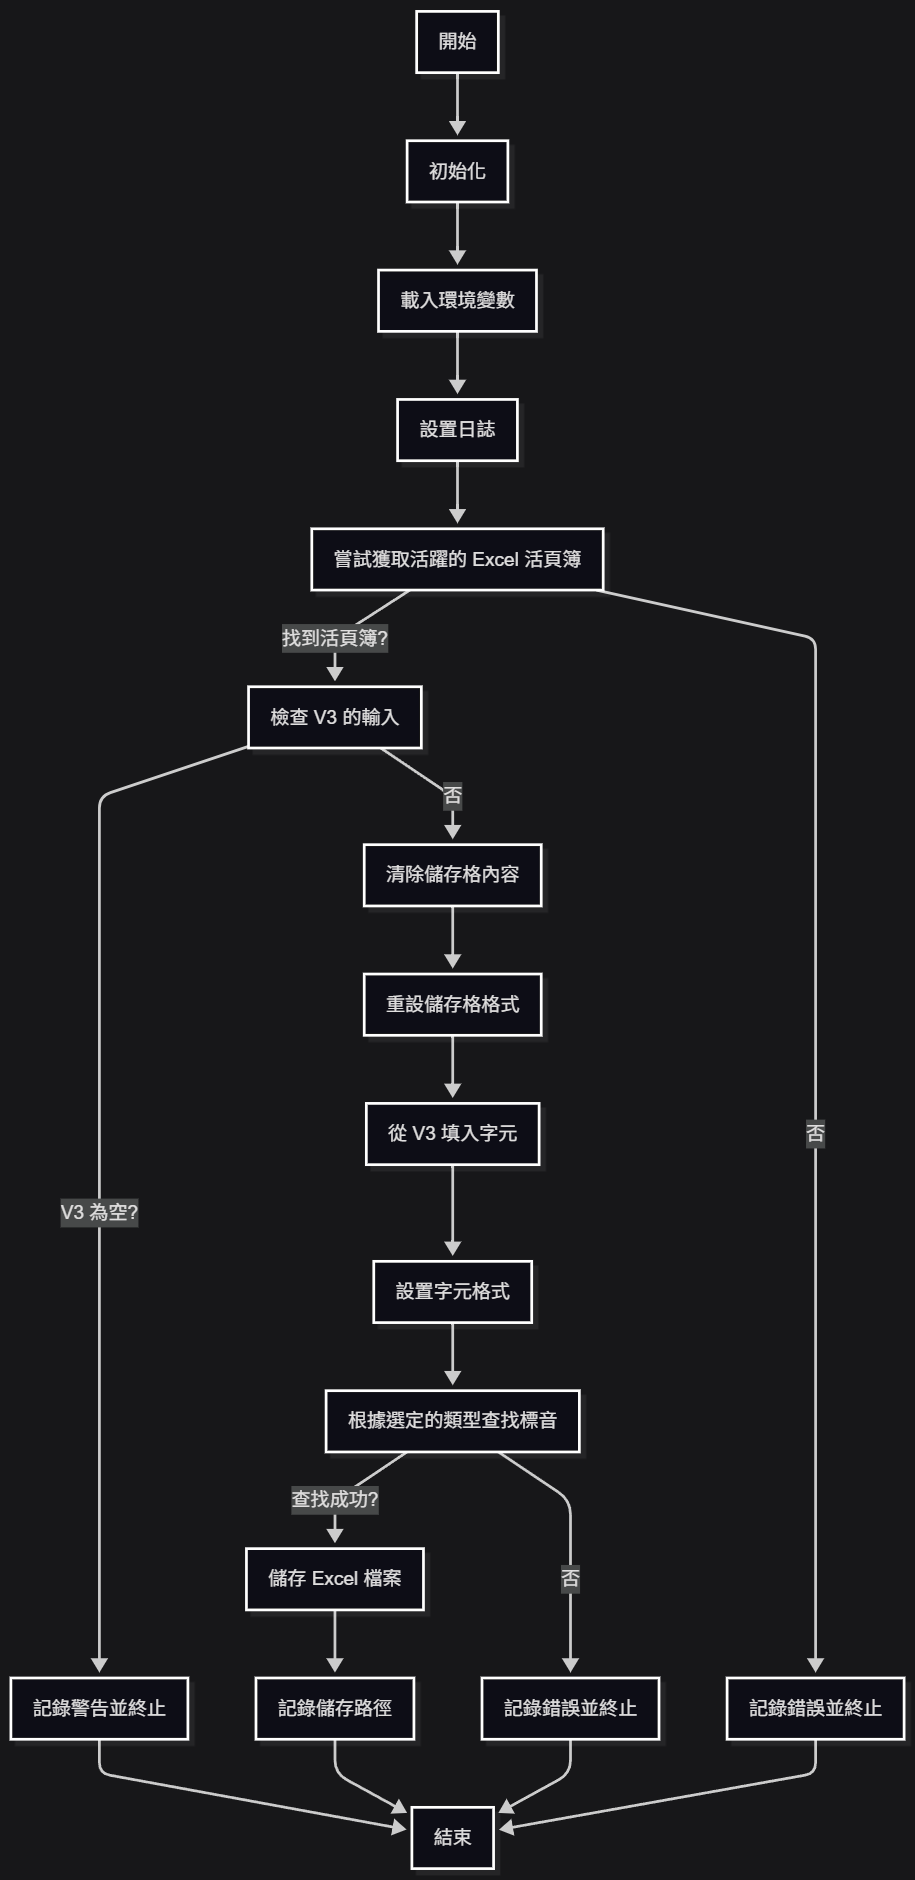 開始
初始化
載入環境變數
設置日誌
嘗試獲取活躍的 Excel 活頁簿
找到活頁簿?
檢查 V3 的輸入
否
清除儲存格內容
重設儲存格格式
從 V3 填入字元
否
V3 為空?
設置字元格式
根據選定的類型查找標音
查找成功?
儲存 Excel 檔案
否
記錄警告並終止
記錄儲存路徑
記錄錯誤並終止
記錄錯誤並終止
結束